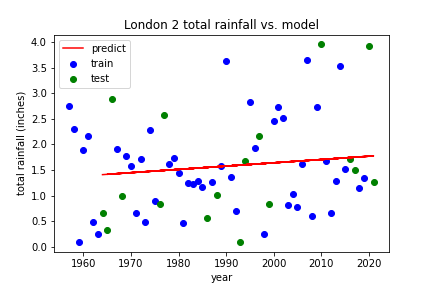 London 2 total rainfall vs. model
predict
train
test
total rainfall (inches)
4.0
3.5
3.0
2.5
2.0
1.5
1.0
0.5
0.0
1960 1970 1980 1990 2000 2010 2020
year